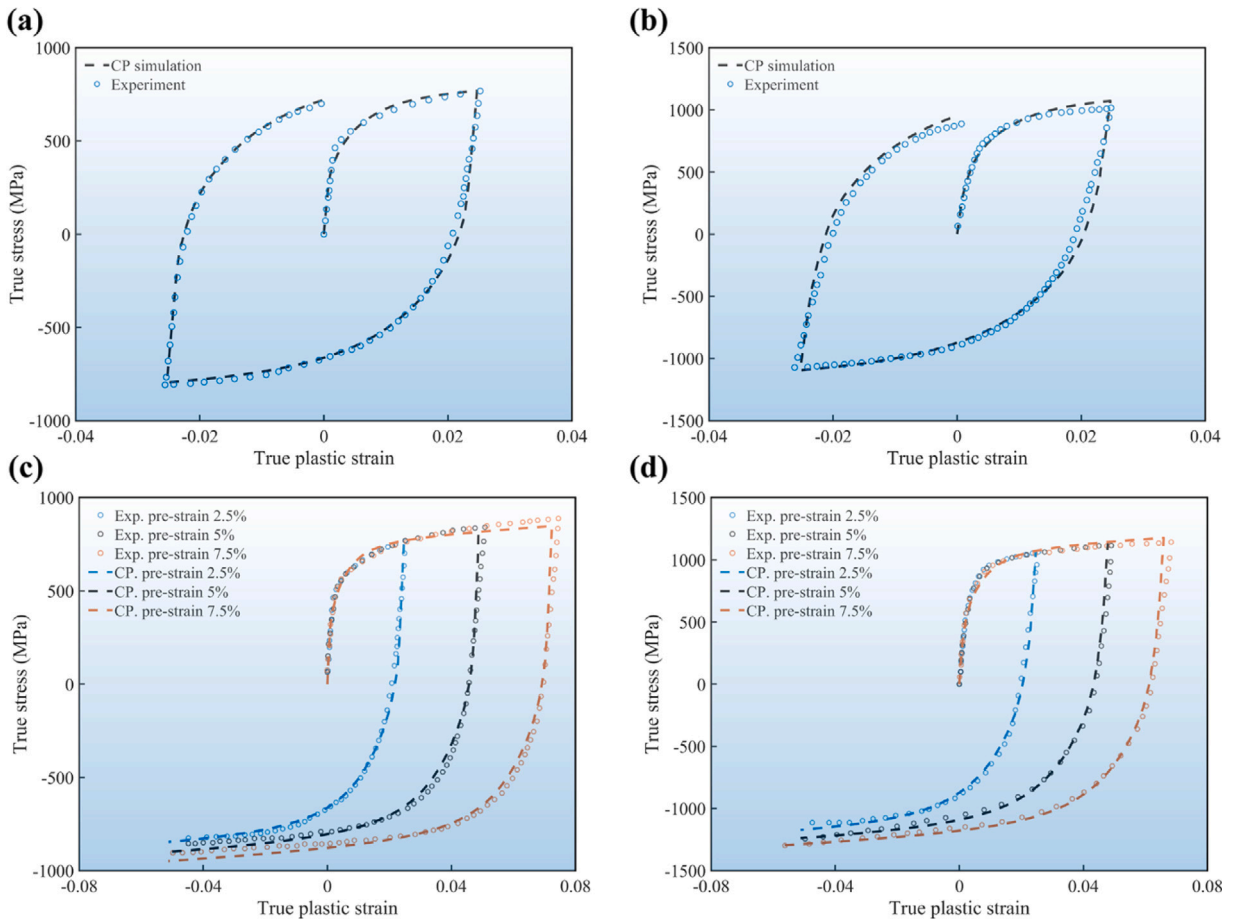 (a)
1000
CP simulation
Experiment
500
0
-500
-1000
-0.04
-0.02
0
0.02
0.04
True stress (MPa)
True plastic strain
(b)
1500
CP simulation
Experiment
1000
500
0
-500
-1000
-1500
-0.04
-0.02
0
0.02
0.04
True stress (MPa)
True plastic strain
(c)
1000
Exp. pre-strain 2.5%
Exp. pre-strain 5%
Exp. pre-strain 7.5%
CP. pre-strain 2.5%
CP. pre-strain 5%
CP. pre-strain 7.5%
500
0
-500
-1000
-0.08
-0.04
0
0.04
0.08
True stress (MPa)
True plastic strain
(d)
1500
Exp. pre-strain 2.5%
Exp. pre-strain 5%
Exp. pre-strain 7.5%
CP. pre-strain 2.5%
CP. pre-strain 5%
CP. pre-strain 7.5%
1000
500
0
-500
-1000
-1500
-0.08
-0.04
0
0.04
0.08
True stress (MPa)
True plastic strain